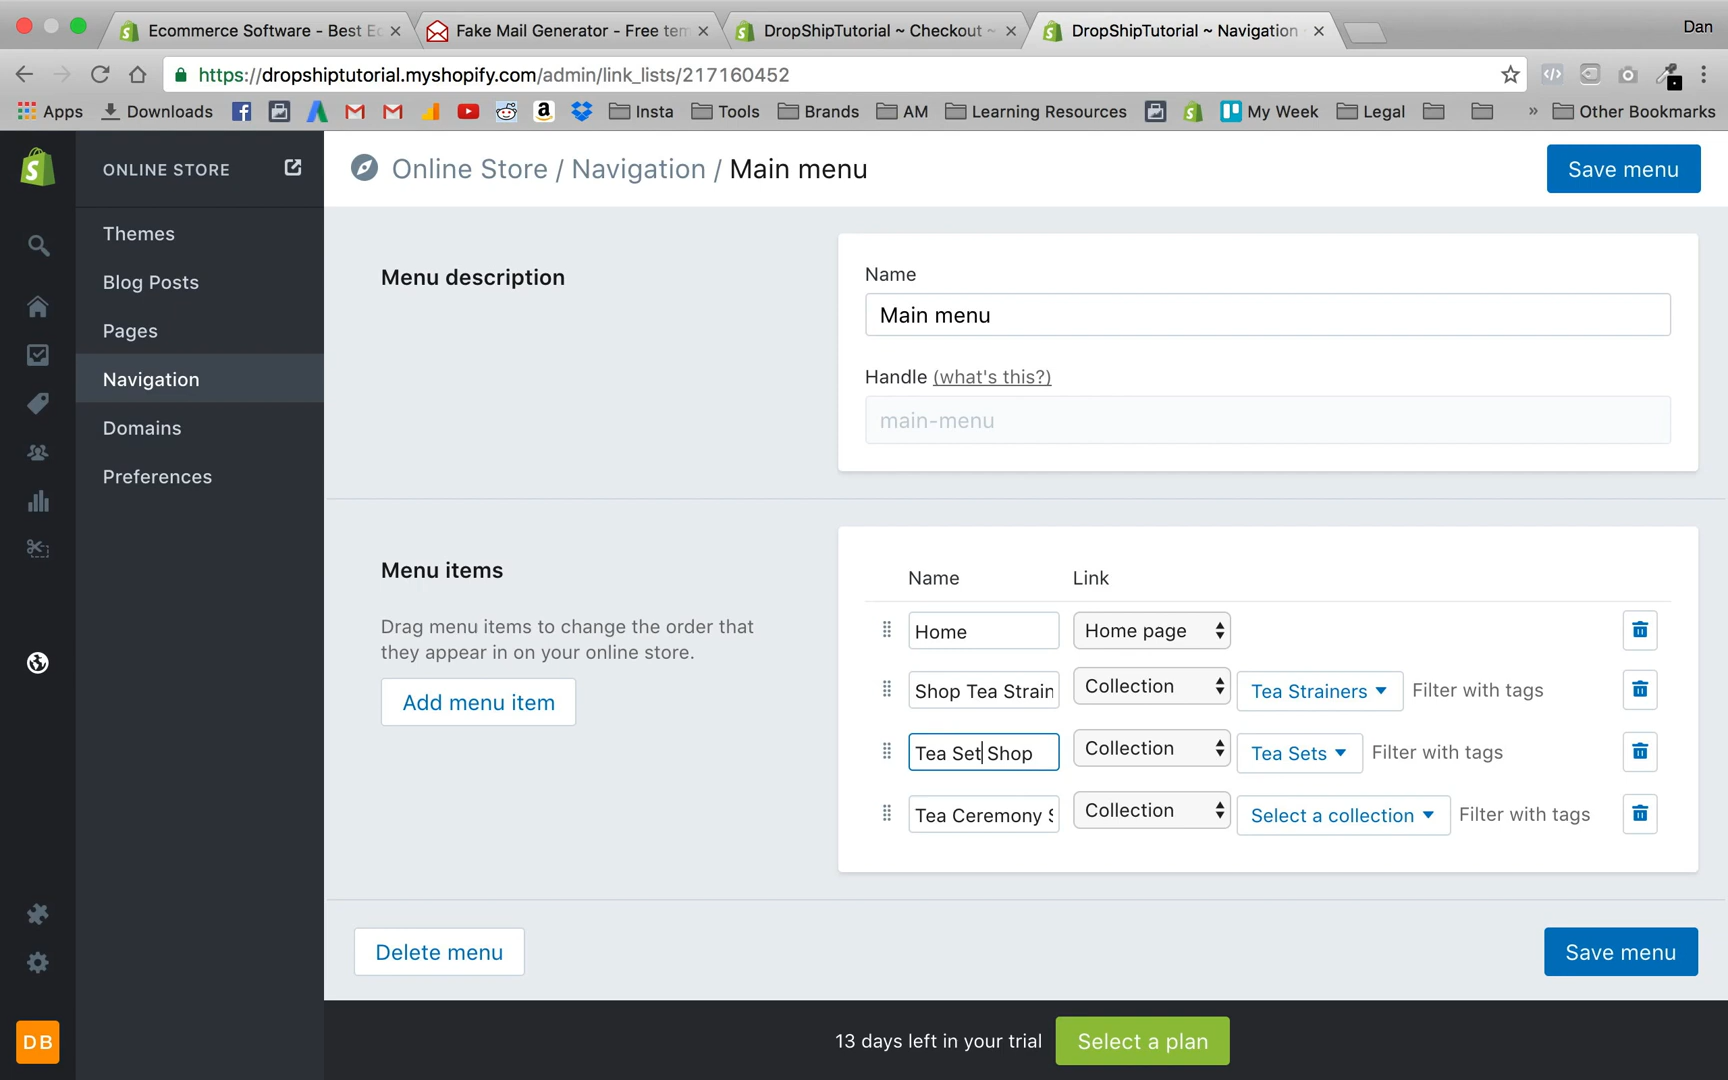 Ecommerce Software - Best Ec
Fake Mail Generator - Free tem
DropShipTutorial ~ Checkout ~
DropShipTutorial ~ Navigation
Dan
https://dropshiptutorial.myshopify.com/admin/link_lists/217160452
Apps
Downloads
Insta
Tools
Brands
AM
Learning Resources
My Week
Legal
»
Other Bookmarks
ONLINE STORE
Themes
Blog Posts
Pages
Navigation
Domains
Preferences
DB
Online Store / Navigation / Main menu
Save menu
Menu description
Name
Main menu
Handle (what's this?)
main-menu
Menu items
Drag menu items to change the order that
they appear in on your online store.
Add menu item
Name Link
Home Home page
Shop Tea Strain Collection Tea Strainers Filter with tags
Tea Set Shop Collection Tea Sets Filter with tags
Tea Ceremony S Collection Select a collection Filter with tags
Delete menu
Save menu
13 days left in your trial
Select a plan